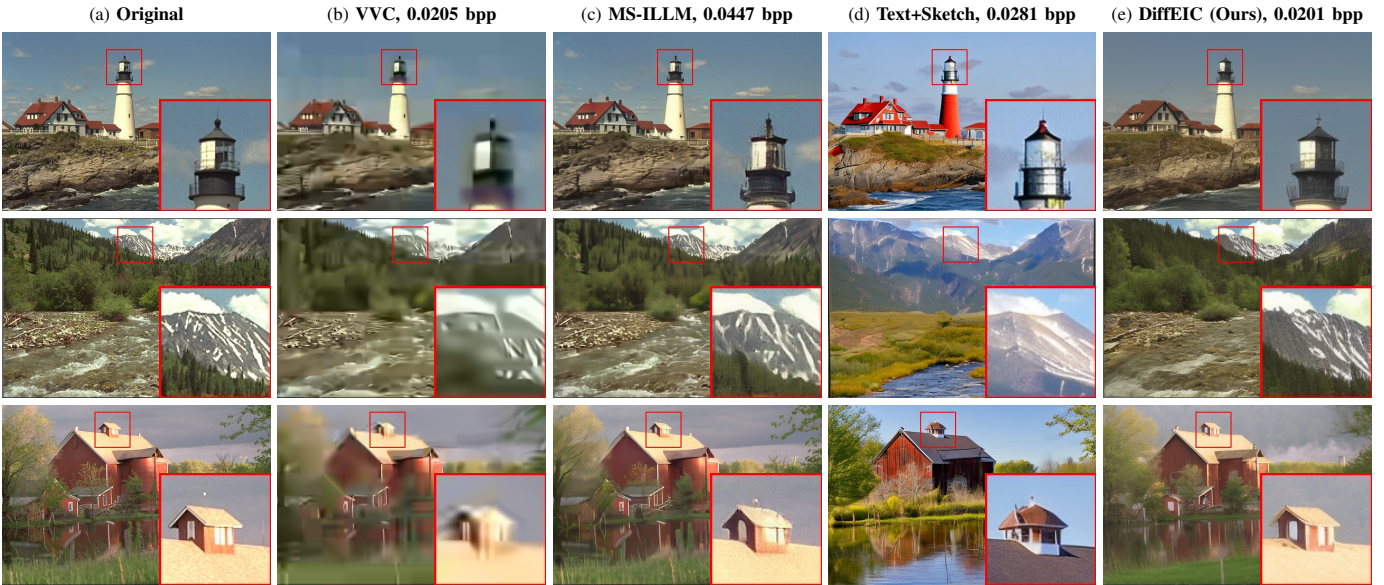 (a) Original
(b) VVC, 0.0205 bpp
(c) MS-ILLM, 0.0447 bpp
(d) Text+Sketch, 0.0281 bpp
(e) DiffEIC (Ours), 0.0201 bpp